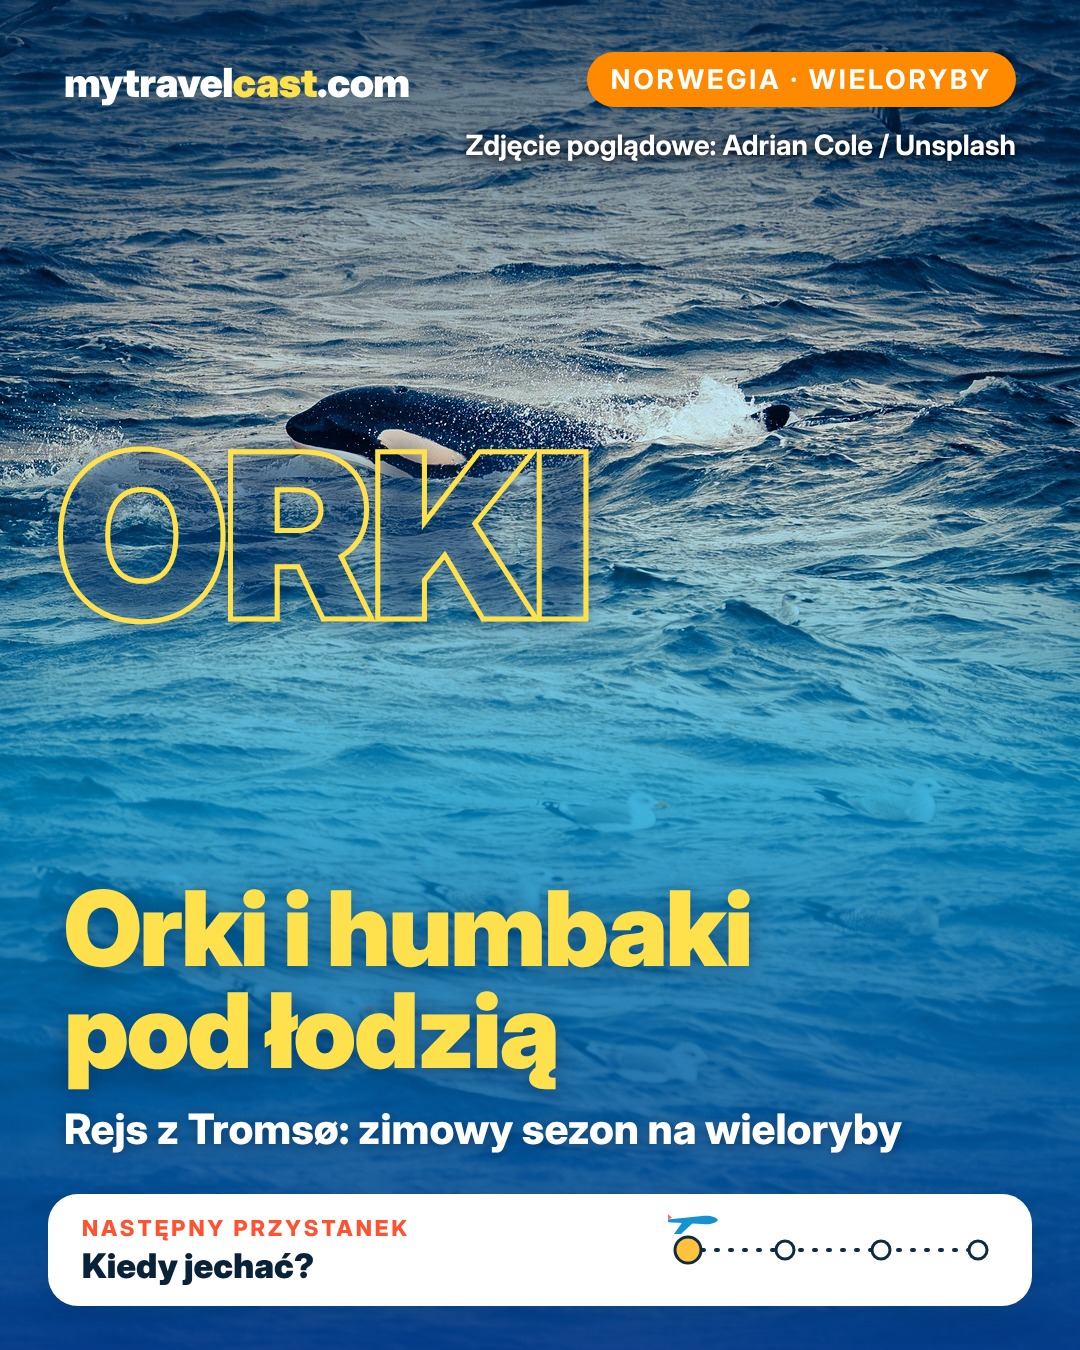 mytravelcast.com
NORWEGIA · WIELORYBY
Zdjęcie poglądowe: Adrian Cole / Unsplash
ORKI
Orki i humbaki
pod łodzią
Rejs z Tromsø: zimowy sezon na wieloryby
NASTĘPNY PRZYSTANEK
Kiedy jechać?